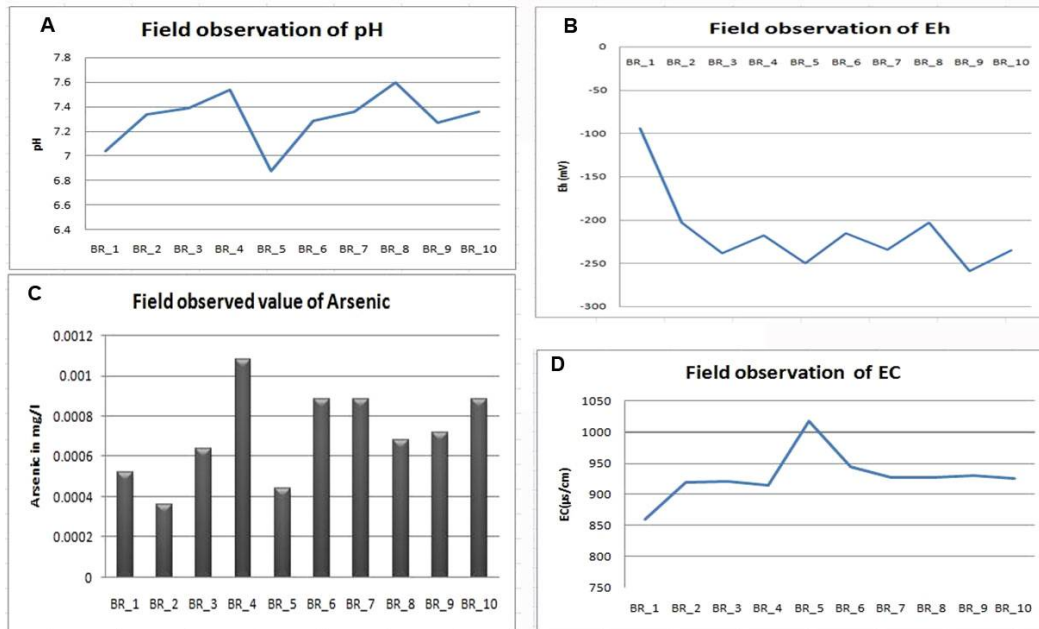 A
Field observation of pH
pH
7.8
7.6
7.4
7.2
7
6.8
6.6
6.4
BR_1 BR_2 BR_3 BR_4 BR_5 BR_6 BR_7 BR_8 BR_9 BR_10
B
Field observation of Eh
Eh (mV)
0
-50
-100
-150
-200
-250
-300
BR_1 BR_2 BR_3 BR_4 BR_5 BR_6 BR_7 BR_8 BR_9 BR_10
C
Field observed value of Arsenic
Arsenic in mg/l
0.0012
0.001
0.0008
0.0006
0.0004
0.0002
0
BR_1 BR_2 BR_3 BR_4 BR_5 BR_6 BR_7 BR_8 BR_9 BR_10
D
Field observation of EC
EC(µs/cm)
1050
1000
950
900
850
800
750
BR_1 BR_2 BR_3 BR_4 BR_5 BR_6 BR_7 BR_8 BR_9 BR_10